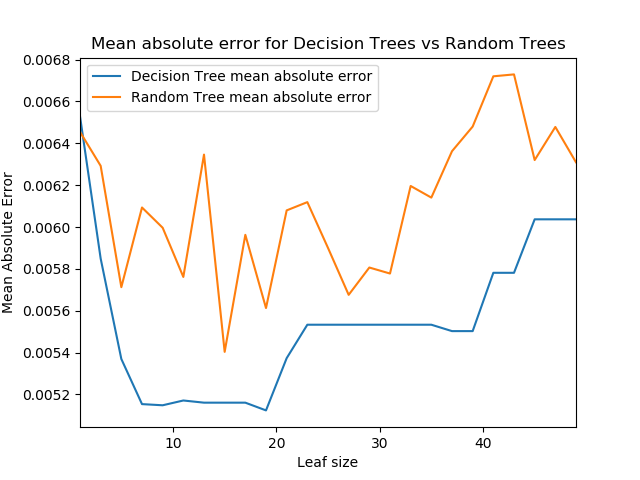 Mean absolute error for Decision Trees vs Random Trees
Decision Tree mean absolute error
Random Tree mean absolute error
Mean Absolute Error
0.0068
0.0066
0.0064
0.0062
0.0060
0.0058
0.0056
0.0054
0.0052
10
20
30
40
Leaf size